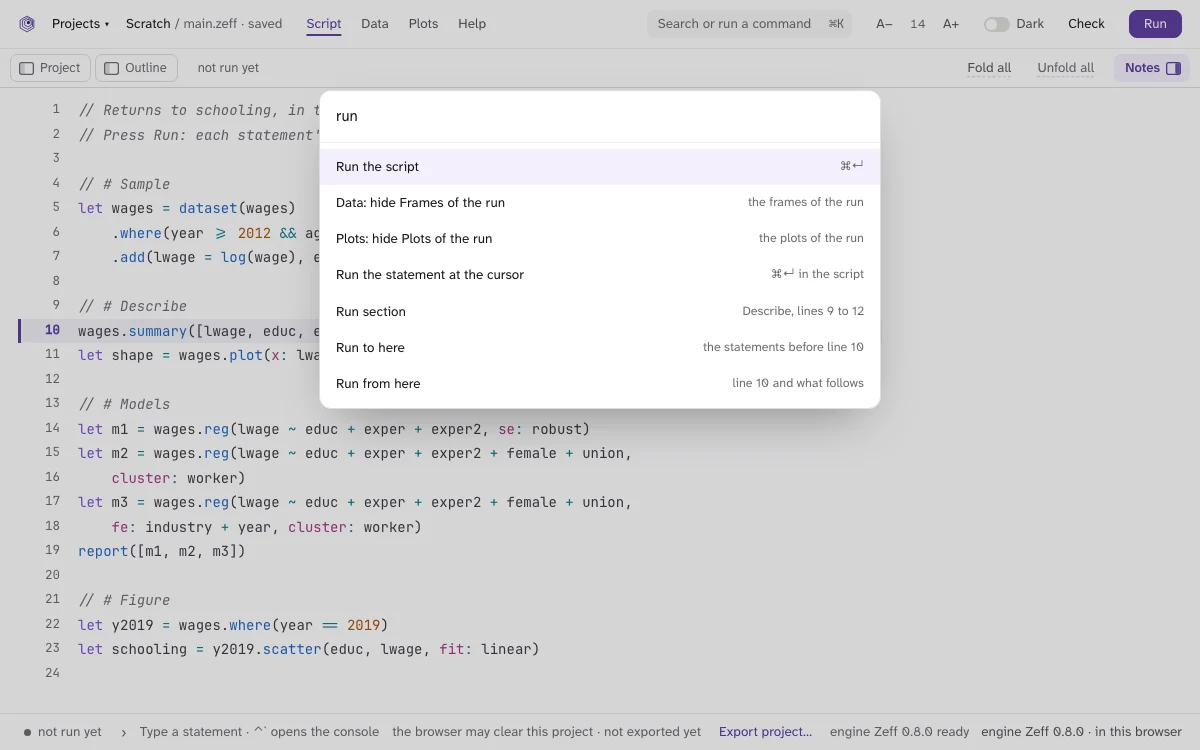 Projects ▾ Scratch / main.zeff · saved Script Data Plots Help Search or run a command ⌘K A– 14 A+ Dark Check Run
Project Outline not run yet Fold all Unfold all Notes
run
Run the script ⌘↵
Data: hide Frames of the run the frames of the run
Plots: hide Plots of the run the plots of the run
Run the statement at the cursor ⌘↵ in the script
Run section Describe, lines 9 to 12
Run to here the statements before line 10
Run from here line 10 and what follows
1 // Returns to schooling, in t
2 // Press Run: each statement'
3
4 // # Sample
5 let wages = dataset(wages)
6 .where(year >= 2012 && ag
7 .add(lwage = log(wage), e
8
9 // # Describe
10 wages.summary([lwage, educ, e
11 let shape = wages.plot(x: lwa
12
13 // # Models
14 let m1 = wages.reg(lwage ~ educ + exper + exper2, se: robust)
15 let m2 = wages.reg(lwage ~ educ + exper + exper2 + female + union,
16 cluster: worker)
17 let m3 = wages.reg(lwage ~ educ + exper + exper2 + female + union,
18 fe: industry + year, cluster: worker)
19 report([m1, m2, m3])
20
21 // # Figure
22 let y2019 = wages.where(year == 2019)
23 let schooling = y2019.scatter(educ, lwage, fit: linear)
24
● not run yet › Type a statement · ^` opens the console the browser may clear this project · not exported yet Export project... engine Zeff 0.8.0 ready engine Zeff 0.8.0 · in this browser